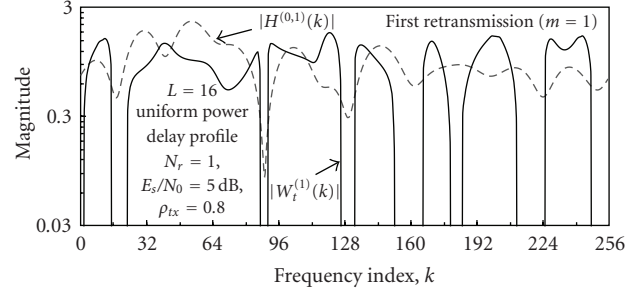 3
|H^(0,1)(k)|
First retransmission (m = 1)
L = 16
uniform power
delay profile
N_r = 1,
E_s/N_0 = 5 dB,
ρ_tx = 0.8
|W_t^(1)(k)|
Magnitude
0.3
0.03
0 32 64 96 128 160 192 224 256
Frequency index, k